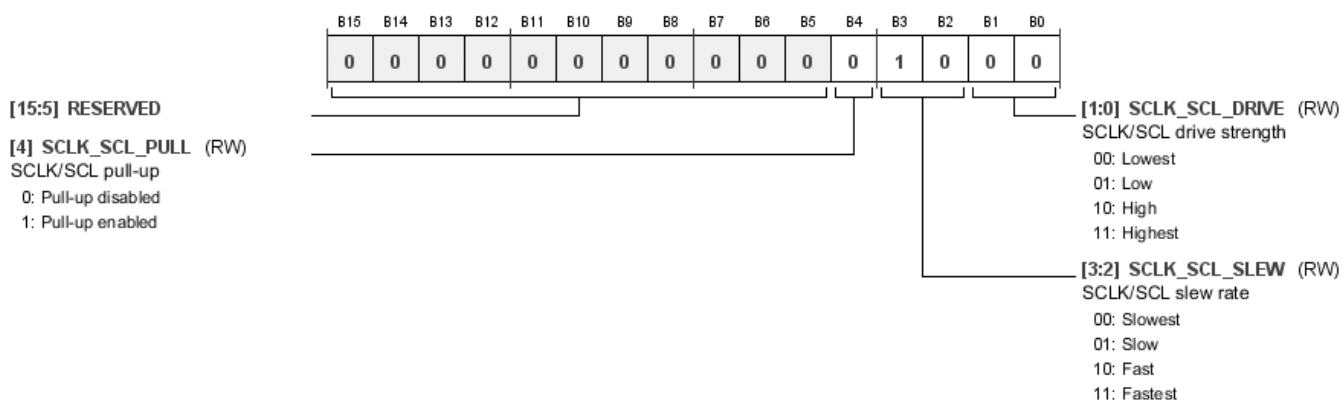 B15 B14 B13 B12 B11 B10 B9 B8 B7 B6 B5 B4 B3 B2 B1 B0
0 0 0 0 0 0 0 0 0 0 0 0 1 0 0 0
[15:5] RESERVED
[4] SCLK_SCL_PULL (RW)
SCLK/SCL pull-up
0: Pull-up disabled
1: Pull-up enabled
[1:0] SCLK_SCL_DRIVE (RW)
SCLK/SCL drive strength
00: Lowest
01: Low
10: High
11: Highest
[3:2] SCLK_SCL_SLEW (RW)
SCLK/SCL slew rate
00: Slowest
01: Slow
10: Fast
11: Fastest